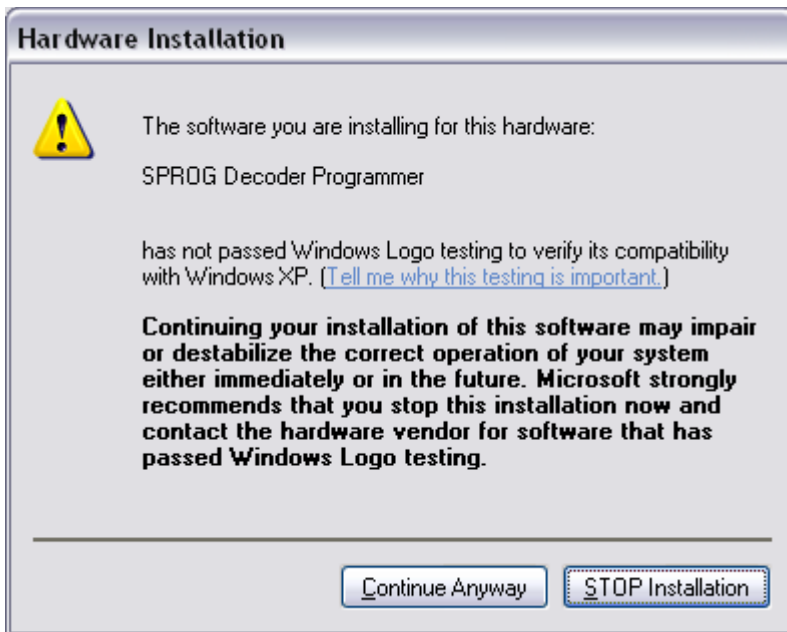 Hardware Installation
The software you are installing for this hardware:
SPROG Decoder Programmer
has not passed Windows Logo testing to verify its compatibility
with Windows XP. (Tell me why this testing is important.)
Continuing your installation of this software may impair
or destabilize the correct operation of your system
either immediately or in the future. Microsoft strongly
recommends that you stop this installation now and
contact the hardware vendor for software that has
passed Windows Logo testing.
Continue Anyway STOP Installation